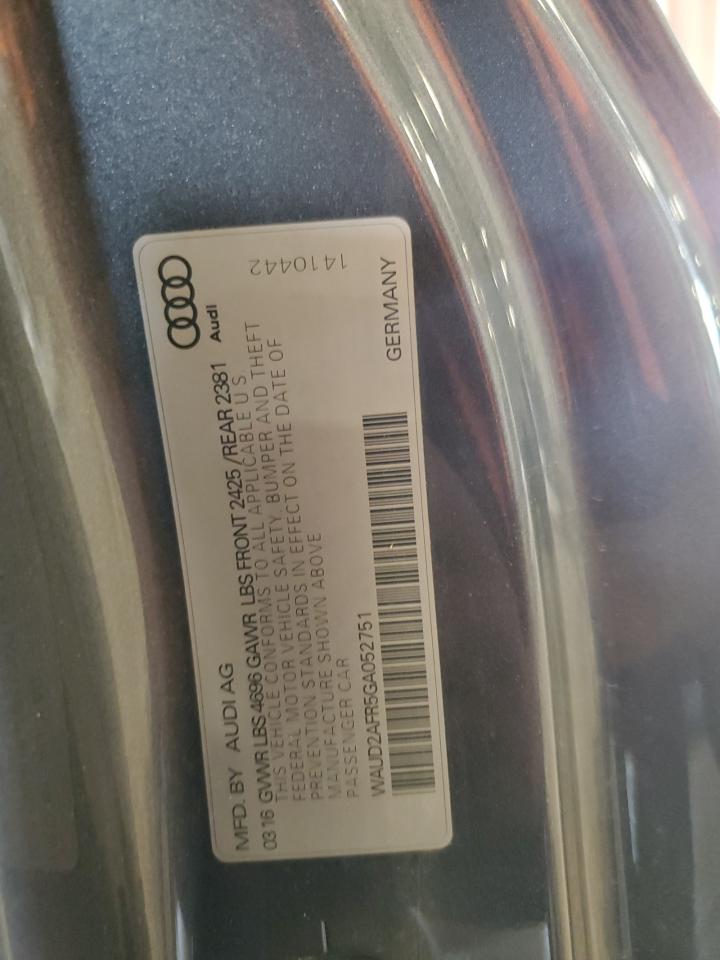 MFD. BY AUDI AG
Audi
03 16 GVWR LBS 4696 GAWR LBS FRONT 2425 /REAR 2381
THIS VEHICLE CONFORMS TO ALL APPLICABLE U S
FEDERAL MOTOR VEHICLE SAFETY, BUMPER AND THEFT
PREVENTION STANDARDS IN EFFECT ON THE DATE OF
MANUFACTURE SHOWN ABOVE
PASSENGER CAR
1410442
WAUD2AFR5GA052751
GERMANY